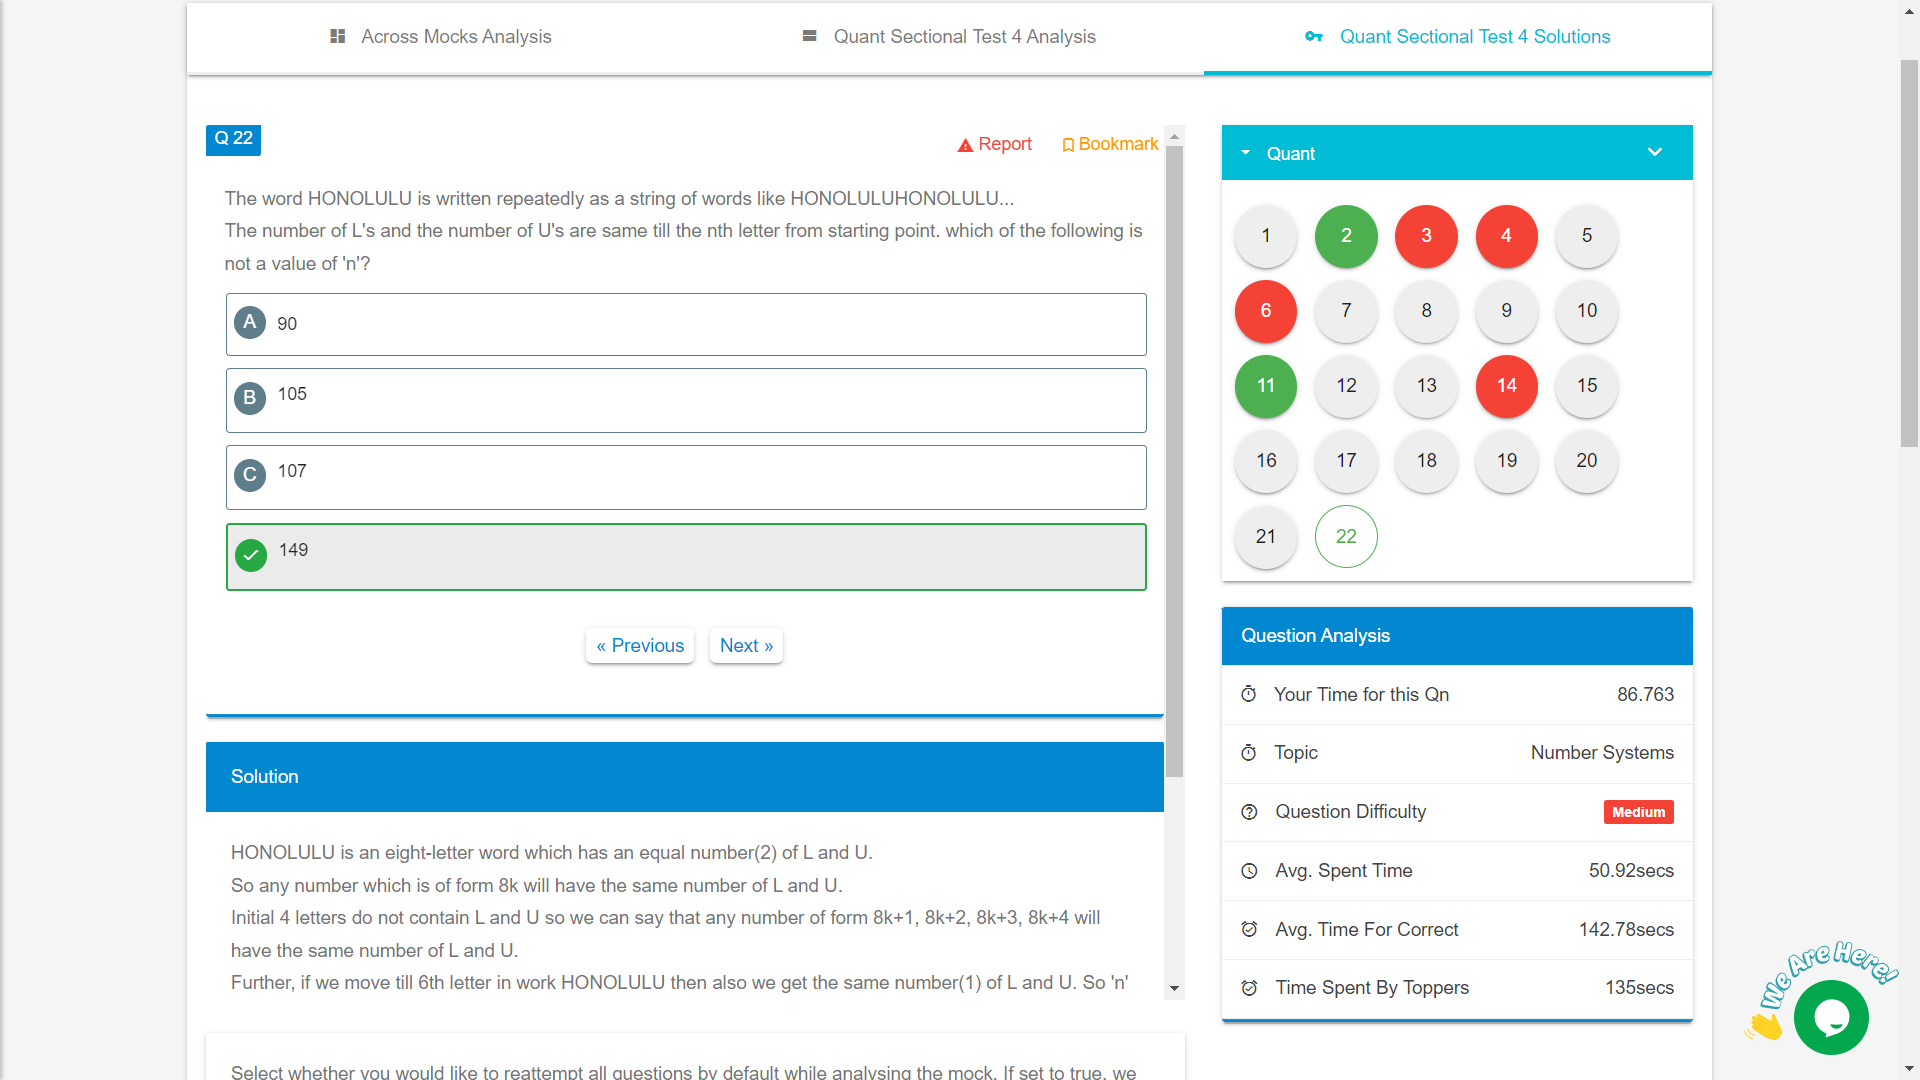 Across Mocks Analysis
Quant Sectional Test 4 Analysis
Quant Sectional Test 4 Solutions
Q 22
Report
Bookmark
The word HONOLULU is written repeatedly as a string of words like HONOLULUHONOLULU...
The number of L's and the number of U's are same till the nth letter from starting point. which of the following is
not a value of 'n'?
A 90
B 105
C 107
149
« Previous
Next »
Solution
HONOLULU is an eight-letter word which has an equal number(2) of L and U.
So any number which is of form 8k will have the same number of L and U.
Initial 4 letters do not contain L and U so we can say that any number of form 8k+1, 8k+2, 8k+3, 8k+4 will
have the same number of L and U.
Further, if we move till 6th letter in work HONOLULU then also we get the same number(1) of L and U. So 'n'
Select whether you would like to reattempt all questions by default while analysing the mock. If set to true, we
Quant
1 2 3 4 5
6 7 8 9 10
11 12 13 14 15
16 17 18 19 20
21 22
Question Analysis
Your Time for this Qn 86.763
Topic Number Systems
Question Difficulty Medium
Avg. Spent Time 50.92secs
Avg. Time For Correct 142.78secs
Time Spent By Toppers 135secs
We Are Here!